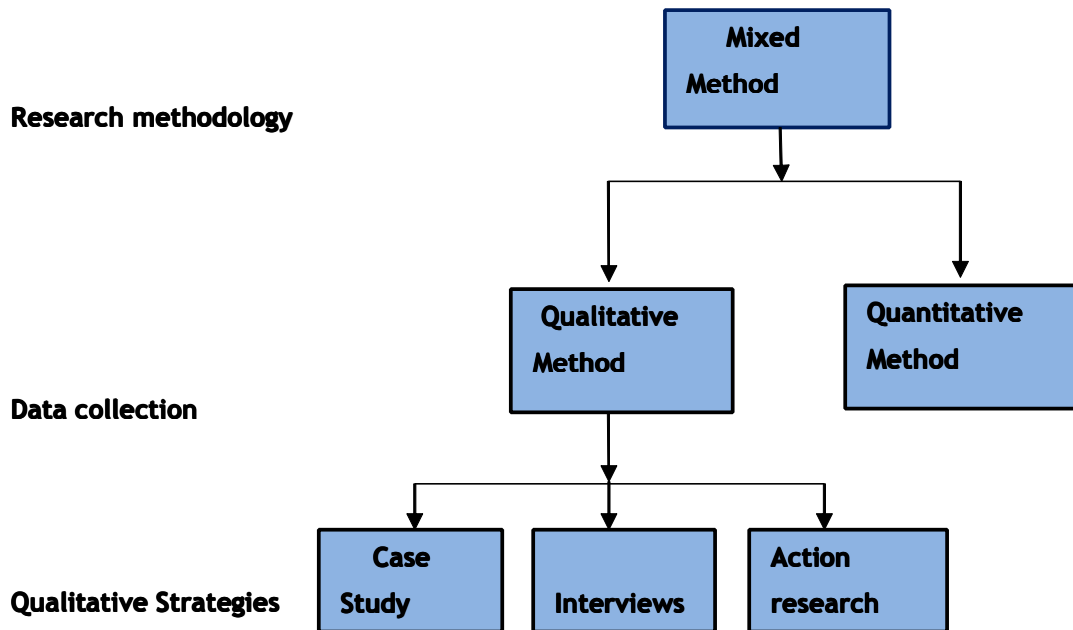 Mixed
Method
Research methodology
Qualitative
Method
Quantitative
Method
Data collection
Case
Study
Interviews
Action
research
Qualitative Strategies